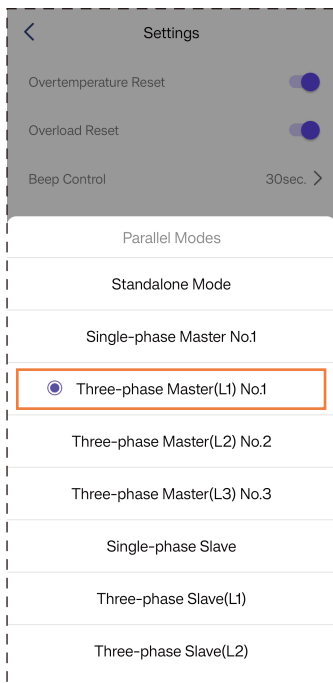 Settings
Overtemperature Reset
Overload Reset
Beep Control 30sec.
Parallel Modes
Standalone Mode
Single-phase Master No.1
Three-phase Master(L1) No.1
Three-phase Master(L2) No.2
Three-phase Master(L3) No.3
Single-phase Slave
Three-phase Slave(L1)
Three-phase Slave(L2)